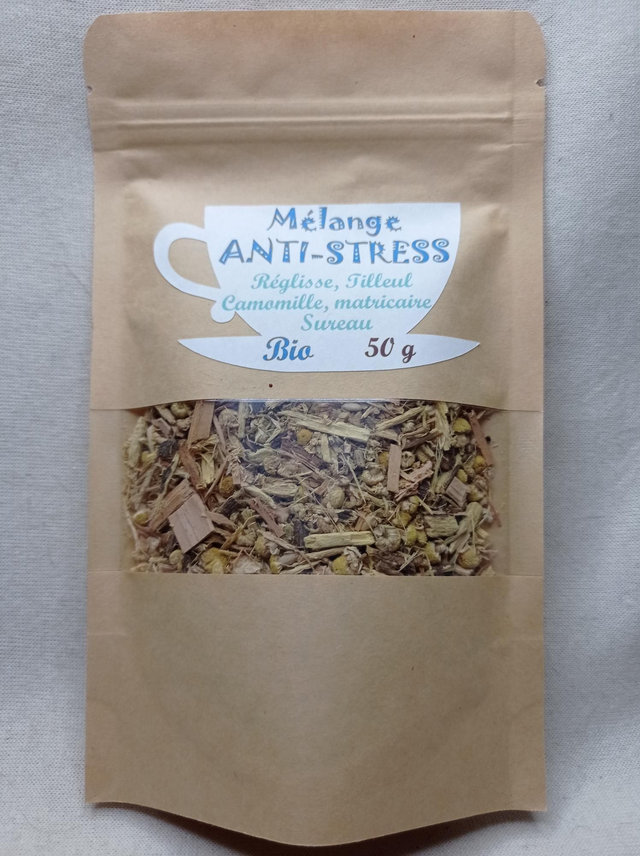 Mélange
ANTI-STRESS
Réglisse, Tilleul
Camomille, matricaire
Sureau
Bio 50 g